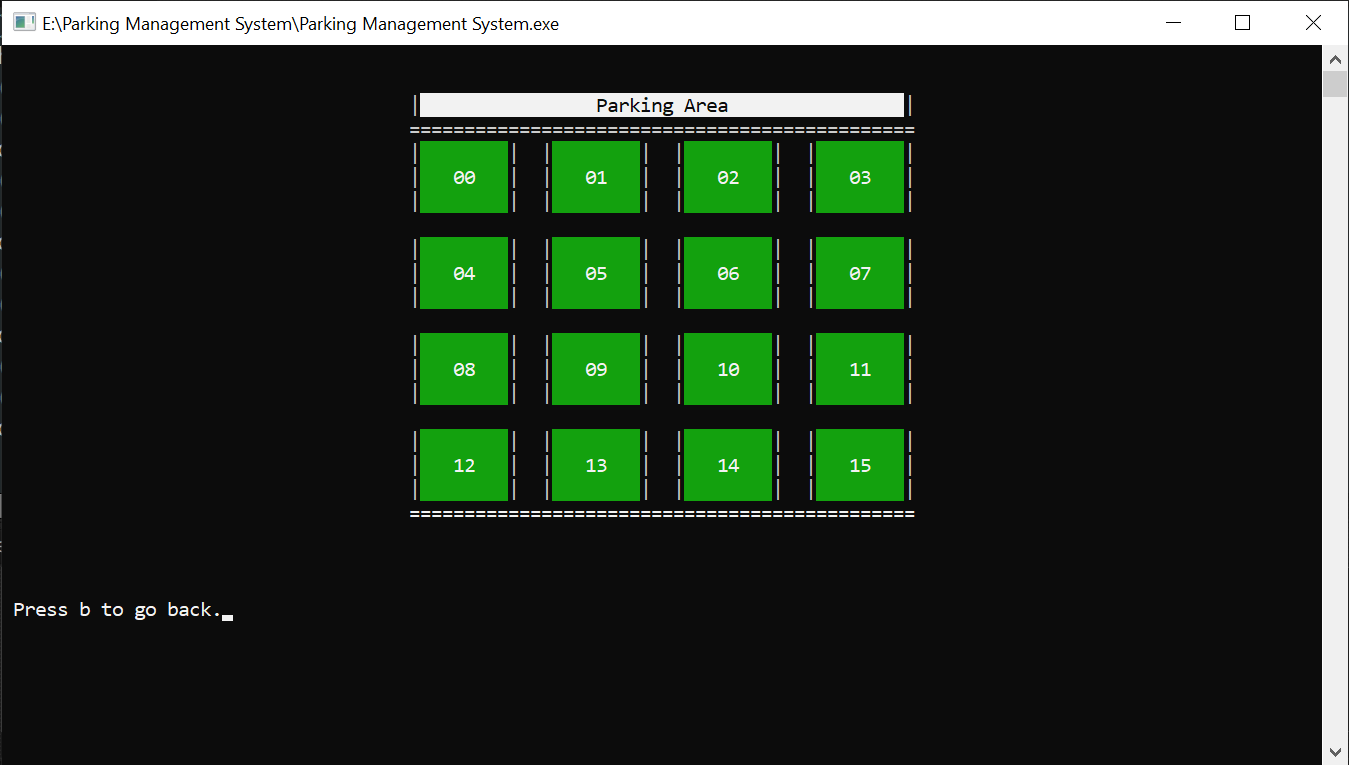 E:\Parking Management System\Parking Management System.exe
Parking Area
00 01 02 03
04 05 06 07
08 09 10 11
12 13 14 15
Press b to go back.